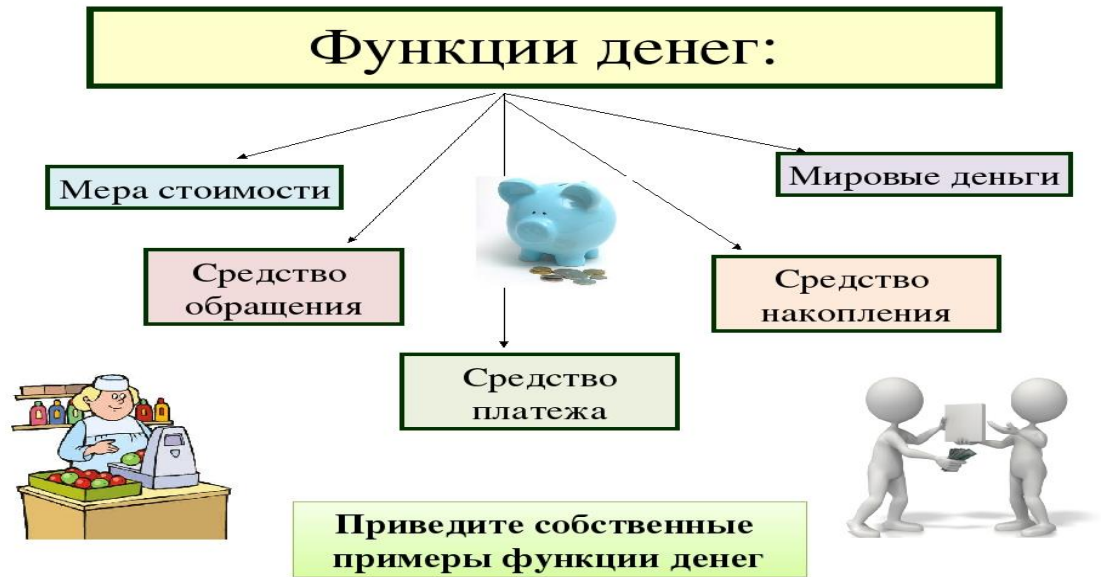 Функции денег:
Мера стоимости
Мировые деньги
Средство
обращения
Средство
накопления
Средство
платежа
Приведите собственные
примеры функции денег